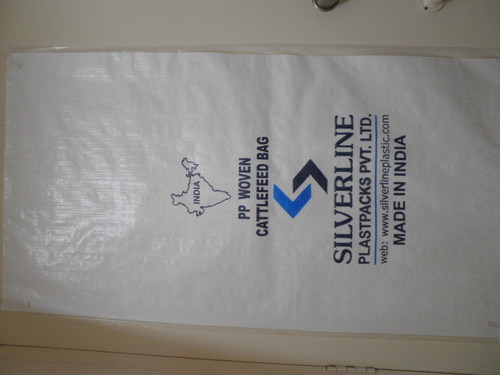 INDIA
PP WOVEN
CATTLEFEED BAG
SILVERLINE
PLASTPACKS PVT. LTD.
web: www.silverlineplastic.com
MADE IN INDIA